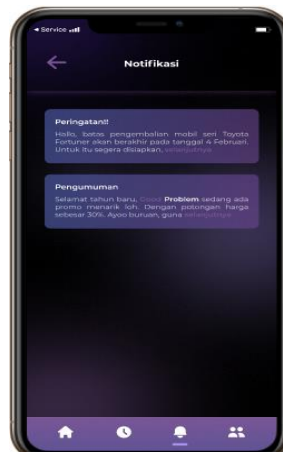 Service
Notifikasi
Peringatan!!
Hallo, batas pengembalian mobil seri Toyota
Fortuner akan berakhir pada tanggal 4 Februari.
Untuk itu segera disiapkan, selanjutnya
Pengumuman
Selamat tahun baru, Good Problem sedang ada
promo menarik loh. Dengan potongan harga
sebesar 30%. Ayoo buruan, guna selanjutnya